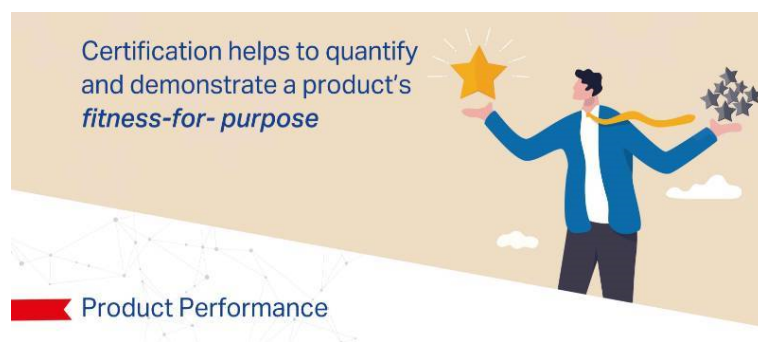 Certification helps to quantify
and demonstrate a product's
fitness-for- purpose
Product Performance